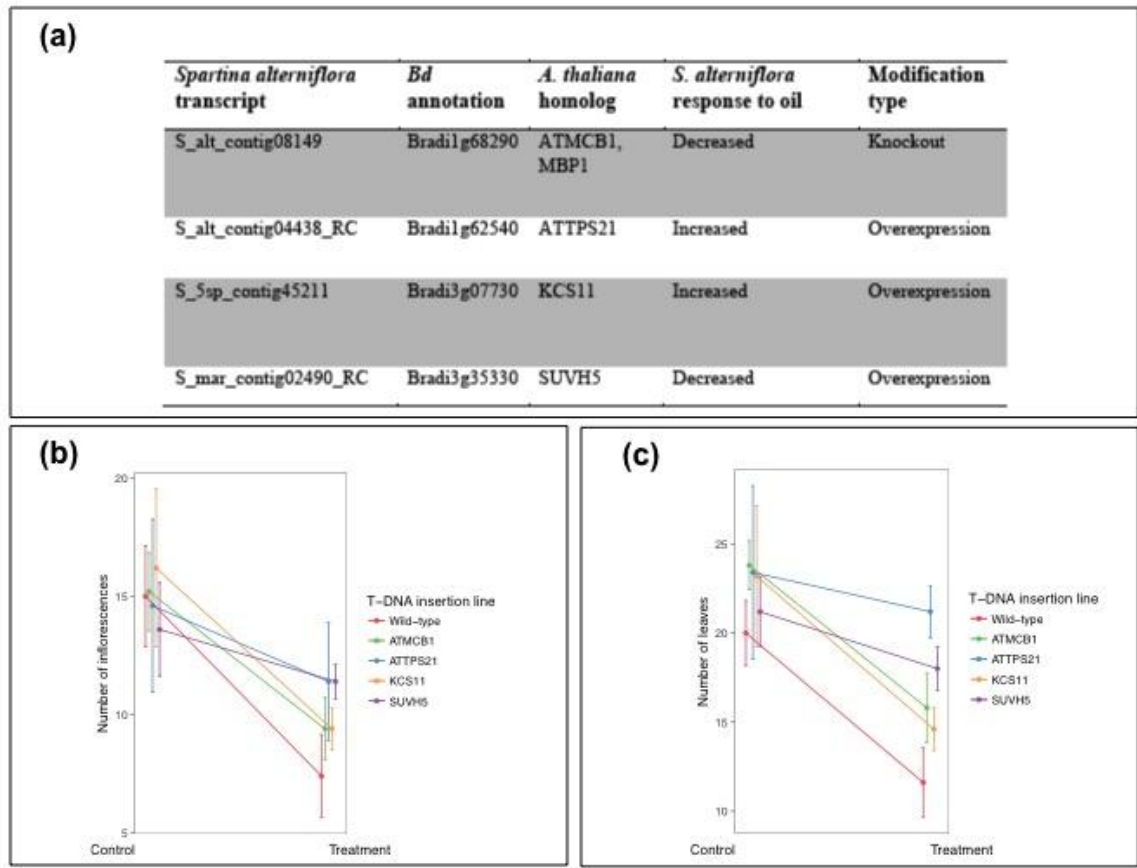 (a)
Spartina alterniflora Bd A. thaliana S. alterniflora Modification
transcript annotation homolog response to oil type
S_alt_contig08149 Bradi1g68290 ATMCB1, Decreased Knockout
MBP1
S_alt_contig04438_RC Bradi1g62540 ATTPS21 Increased Overexpression
S_5sp_contig45211 Bradi3g07730 KCS11 Increased Overexpression
S_mar_contig02490_RC Bradi3g35330 SUVH5 Decreased Overexpression
(b)
20
15
10
5
Number of inflorescences
Control Treatment
T-DNA insertion line
Wild-type
ATMCB1
ATTPS21
KCS11
SUVH5
(c)
25
20
15
10
Number of leaves
Control Treatment
T-DNA insertion line
Wild-type
ATMCB1
ATTPS21
KCS11
SUVH5